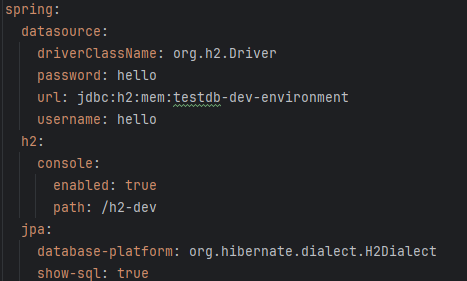 spring:
  datasource:
    driverClassName: org.h2.Driver
    password: hello
    url: jdbc:h2:mem:testdb-dev-environment
    username: hello
  h2:
    console:
      enabled: true
      path: /h2-dev
  jpa:
    database-platform: org.hibernate.dialect.H2Dialect
    show-sql: true